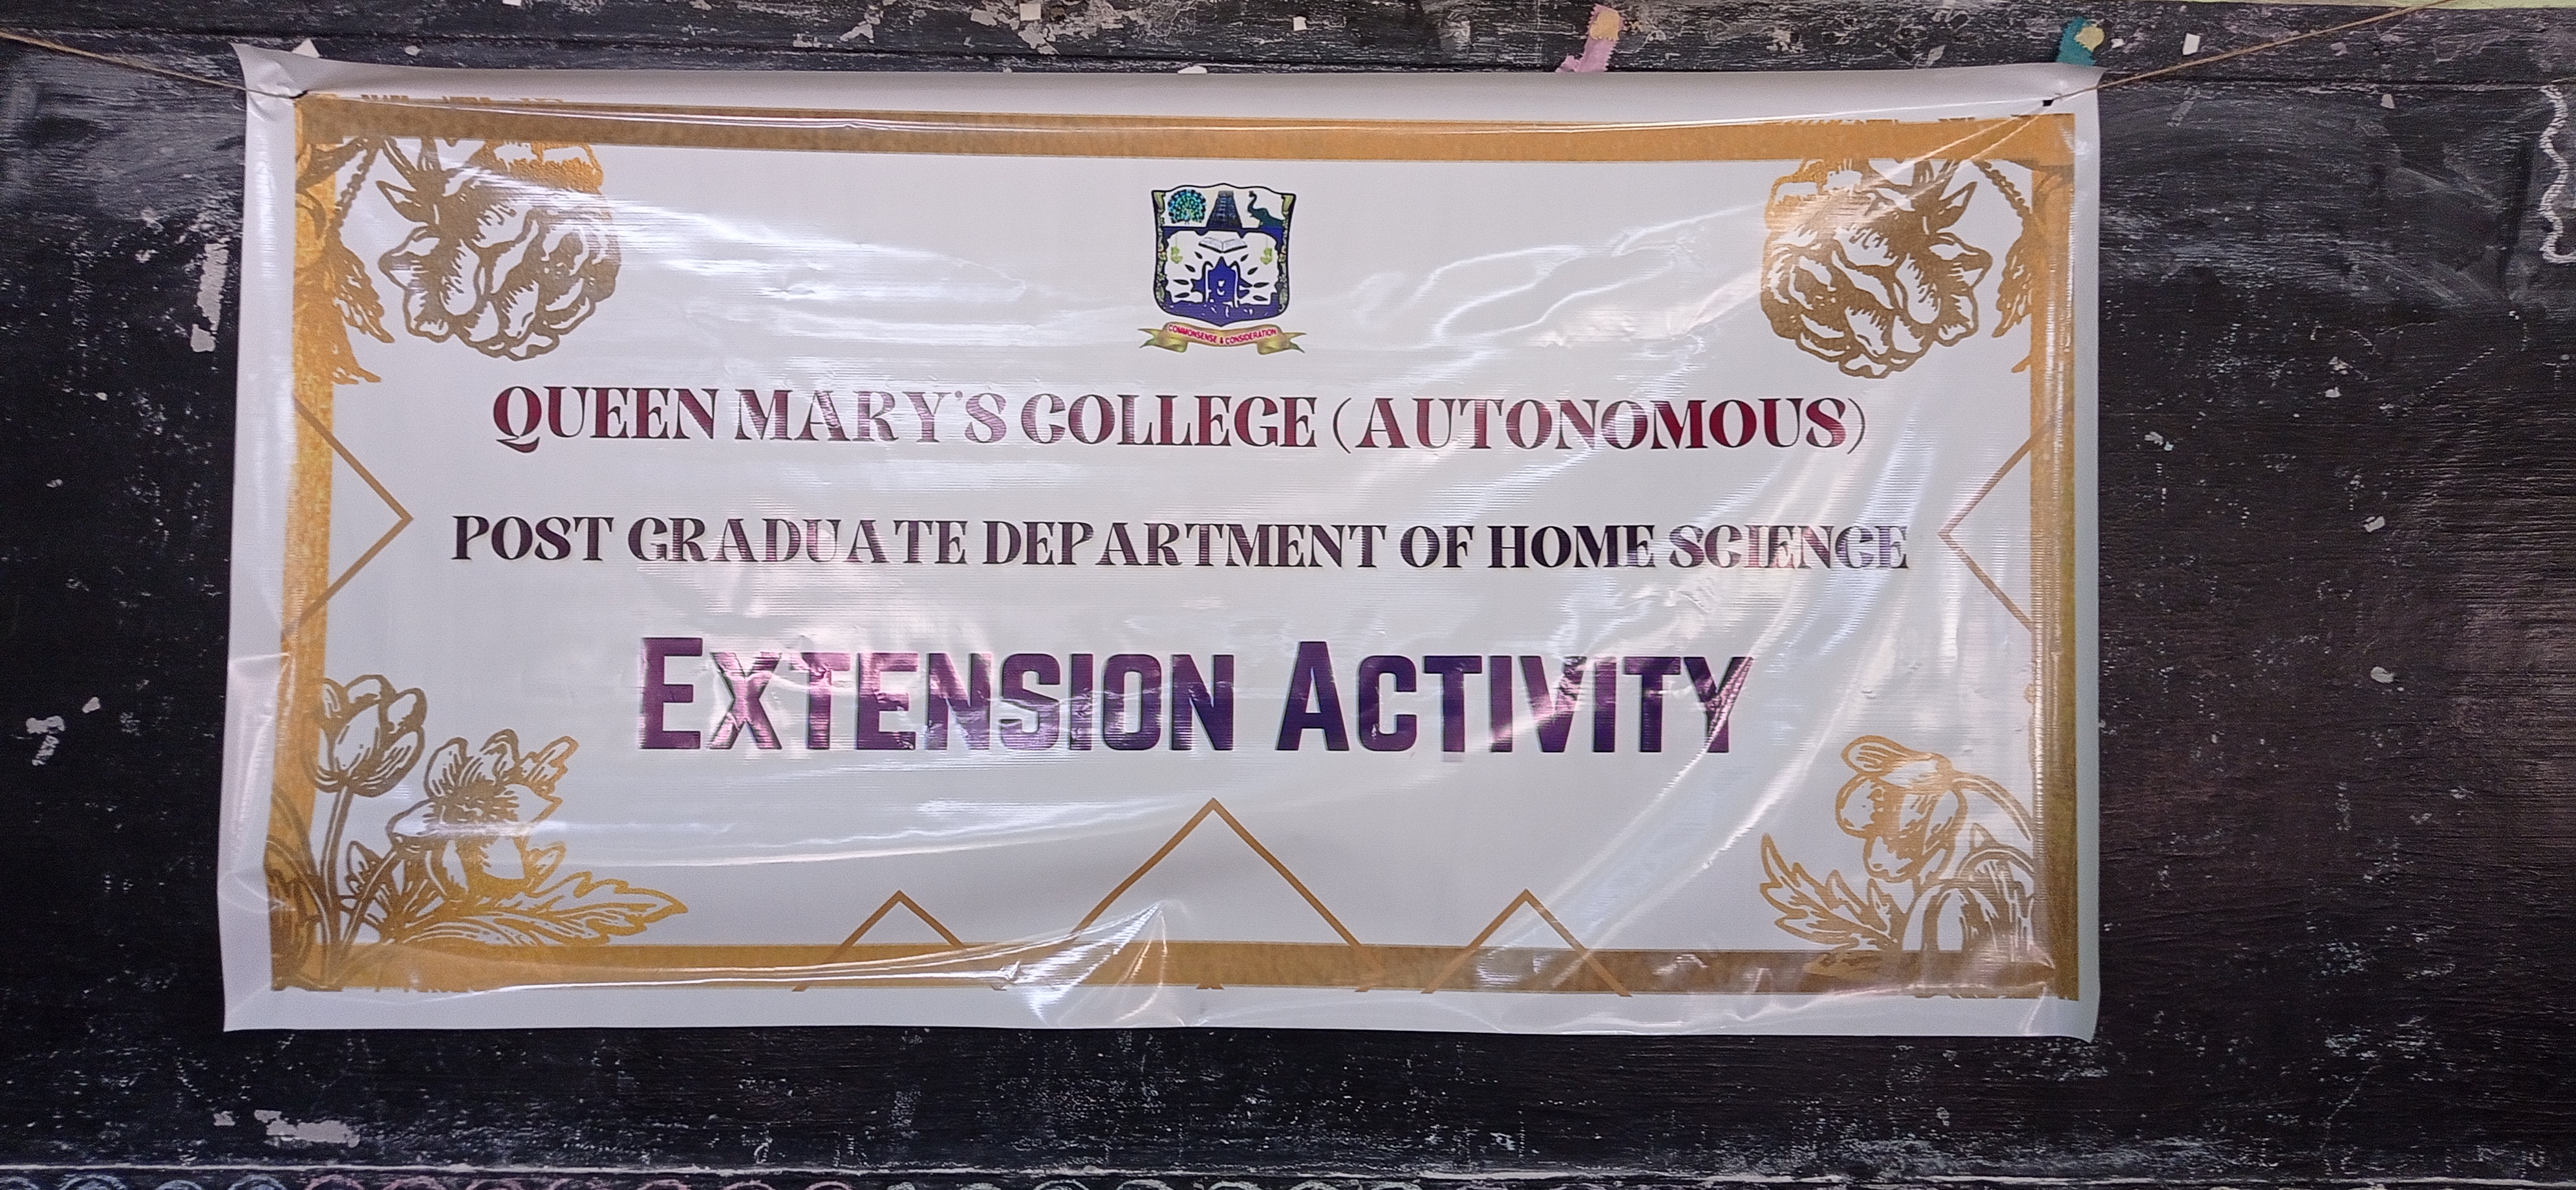 COMMONSENSE & CONSIDERATION
QUEEN MARY'S COLLEGE (AUTONOMOUS)
POST GRADUATE DEPARTMENT OF HOME SCIENCE
EXTENSION ACTIVITY